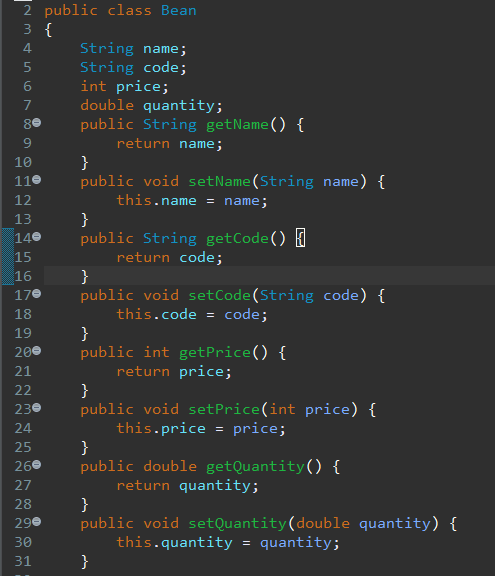 2 public class Bean
3 {
4     String name;
5     String code;
6     int price;
7     double quantity;
8     public String getName() {
9         return name;
10     }
11     public void setName(String name) {
12         this.name = name;
13     }
14     public String getCode() {
15         return code;
16     }
17     public void setCode(String code) {
18         this.code = code;
19     }
20     public int getPrice() {
21         return price;
22     }
23     public void setPrice(int price) {
24         this.price = price;
25     }
26     public double getQuantity() {
27         return quantity;
28     }
29     public void setQuantity(double quantity) {
30         this.quantity = quantity;
31     }